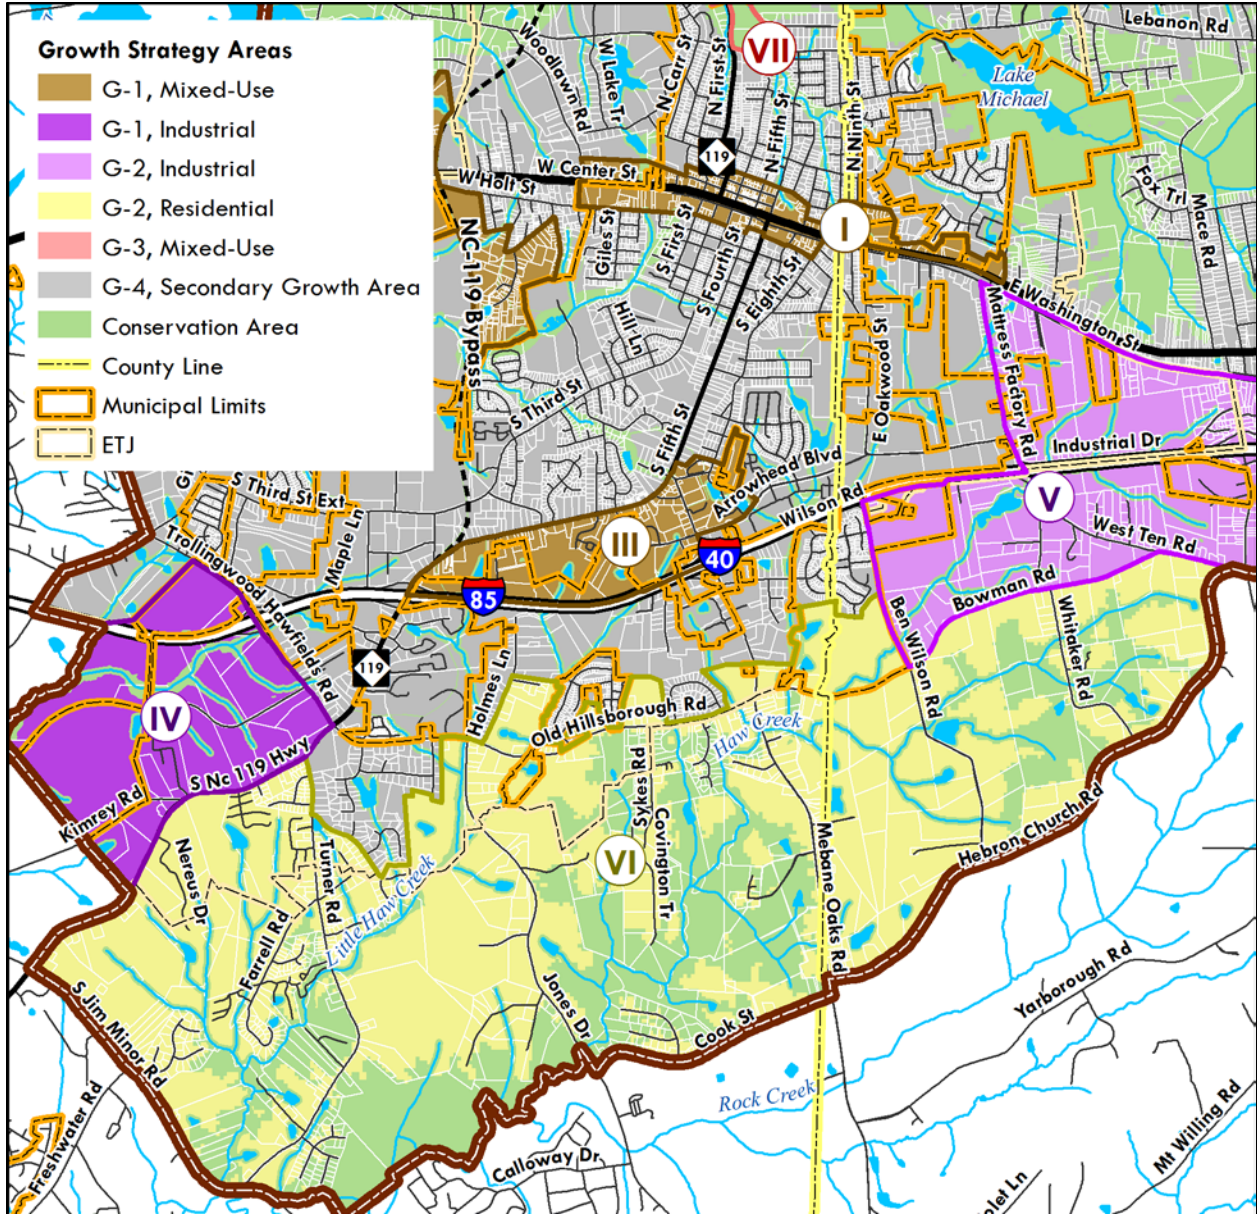 Growth Strategy Areas
G-1, Mixed-Use
G-1, Industrial
G-2, Industrial
G-2, Residential
G-3, Mixed-Use
G-4, Secondary Growth Area
Conservation Area
County Line
Municipal Limits
ETJ
Lebanon Rd
Woodlawn Rd
W Lake Tr
N Carr St
N First St
VII
N Fifth St
N Ninth St
Lake
Michael
119
W Center St
W Holt St
Fox Trl
Mace Rd
Giles St
S First St
S Fourth St
S Eighth St
I
NC-119 Bypass
Hill Ln
E Washington St
Mattress Factory Rd
E Oakwood St
S Third St
S Fifth St
Arrowhead Blvd
Industrial Dr
S Third St Ext
Maple Ln
Wilson Rd
V
West Ten Rd
Trollingwood Hawfields Rd
III
40
85
Bowman Rd
Ben Wilson Rd
Whitaker Rd
119
Holmes Ln
IV
Old Hillsborough Rd
Haw Creek
S Nc 119 Hwy
Sykes Rd
Kimrey Rd
Covington Tr
Mebane Oaks Rd
Hebron Church Rd
Nereus Dr
Turner Rd
VI
Little Haw Creek
Farrell Rd
Jones Dr
Yarborough Rd
S Jim Minor Rd
Cook St
Rock Creek
Freshwater Rd
Calloway Dr
Mt Willing Rd
olet Ln